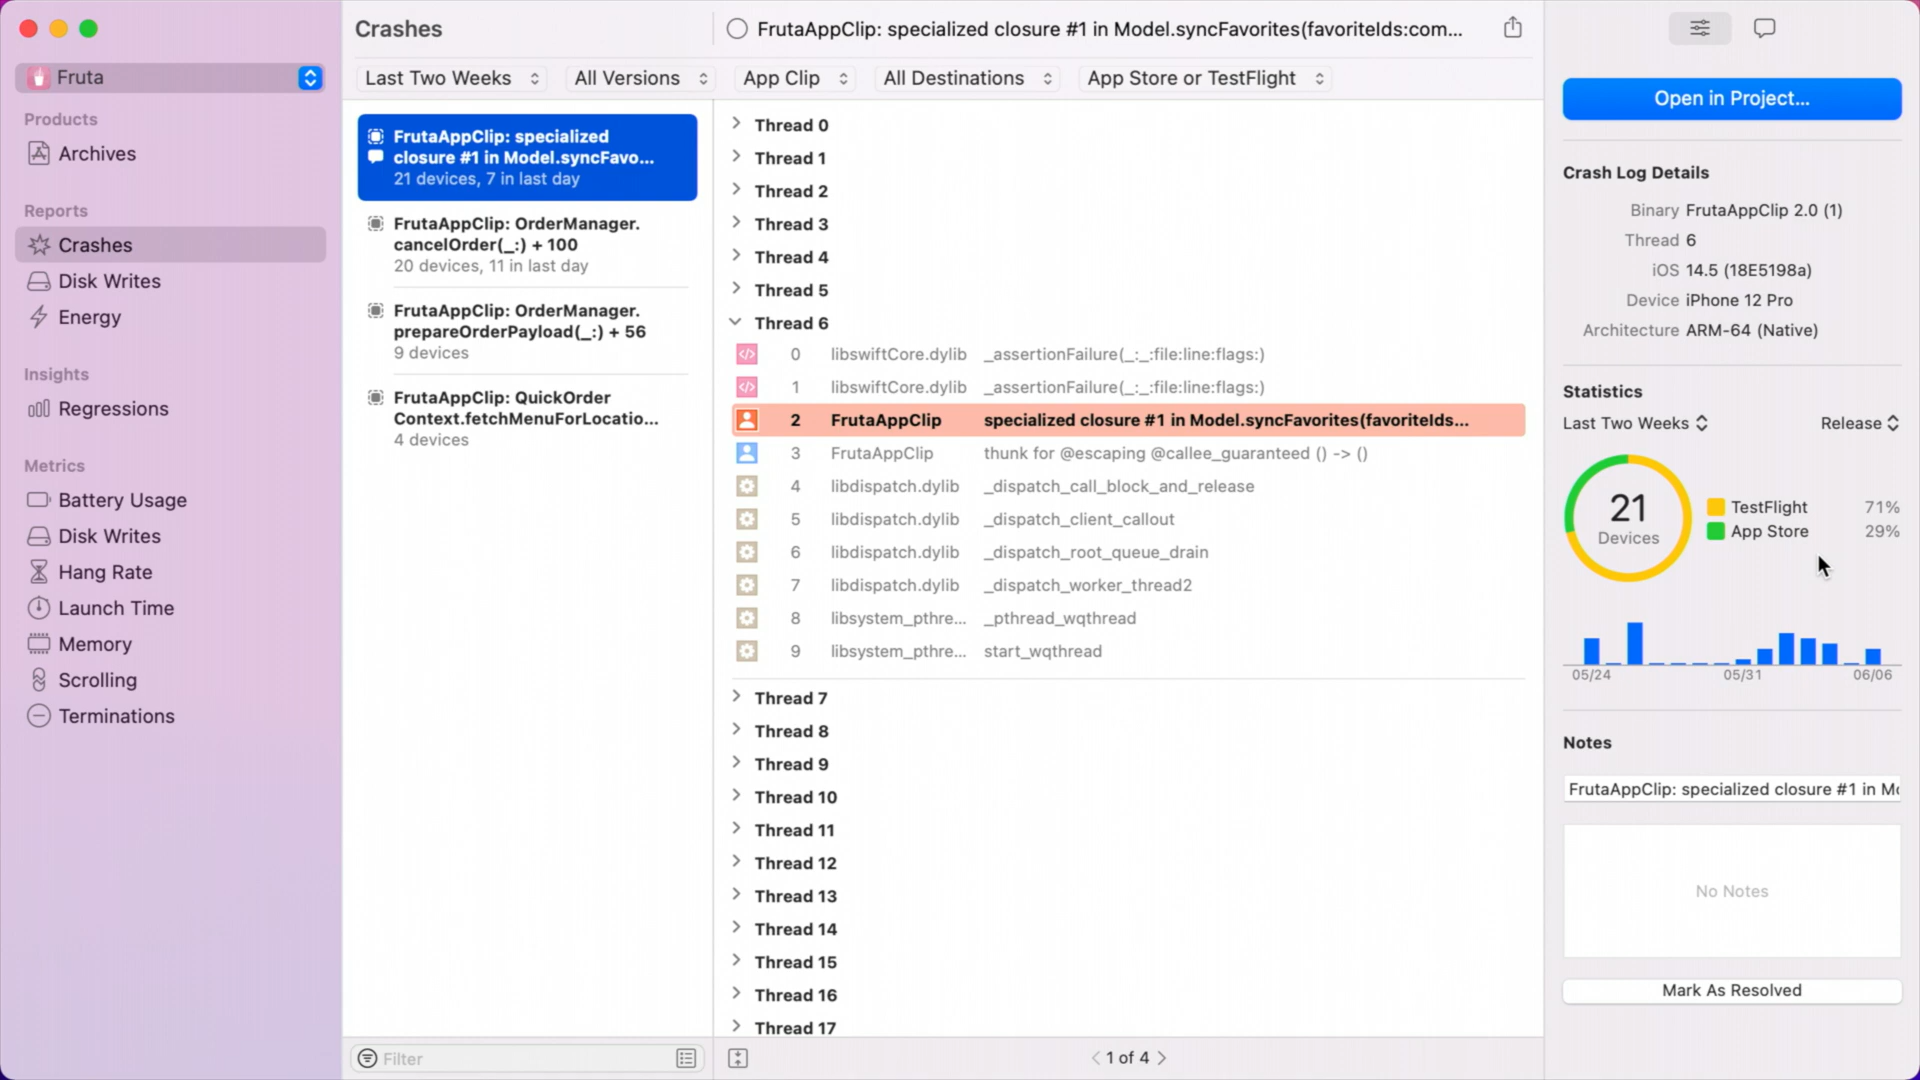 Fruta
Products
Archives
Reports
Crashes
Disk Writes
Energy
Insights
Regressions
Metrics
Battery Usage
Disk Writes
Hang Rate
Launch Time
Memory
Scrolling
Terminations
Crashes
FrutaAppClip: specialized closure #1 in Model.syncFavorites(favoriteIds:com...
Last Two Weeks
All Versions
App Clip
All Destinations
App Store or TestFlight
FrutaAppClip: specialized
closure #1 in Model.syncFavo...
21 devices, 7 in last day
FrutaAppClip: OrderManager.
cancelOrder(_:) + 100
20 devices, 11 in last day
FrutaAppClip: OrderManager.
prepareOrderPayload(_:) + 56
9 devices
FrutaAppClip: QuickOrder
Context.fetchMenuForLocatio...
4 devices
Filter
Thread 0
Thread 1
Thread 2
Thread 3
Thread 4
Thread 5
Thread 6
0 libswiftCore.dylib _assertionFailure(_:_:file:line:flags:)
1 libswiftCore.dylib _assertionFailure(_:_:file:line:flags:)
2 FrutaAppClip specialized closure #1 in Model.syncFavorites(favoriteIds...
3 FrutaAppClip thunk for @escaping @callee_guaranteed () -> ()
4 libdispatch.dylib _dispatch_call_block_and_release
5 libdispatch.dylib _dispatch_client_callout
6 libdispatch.dylib _dispatch_root_queue_drain
7 libdispatch.dylib _dispatch_worker_thread2
8 libsystem_pthre... _pthread_wqthread
9 libsystem_pthre... start_wqthread
Thread 7
Thread 8
Thread 9
Thread 10
Thread 11
Thread 12
Thread 13
Thread 14
Thread 15
Thread 16
Thread 17
1 of 4
Open in Project...
Crash Log Details
Binary FrutaAppClip 2.0 (1)
Thread 6
iOS 14.5 (18E5198a)
Device iPhone 12 Pro
Architecture ARM-64 (Native)
Statistics
Last Two Weeks Release
21
Devices
TestFlight 71%
App Store 29%
05/24 05/31 06/06
Notes
FrutaAppClip: specialized closure #1 in Mo
No Notes
Mark As Resolved